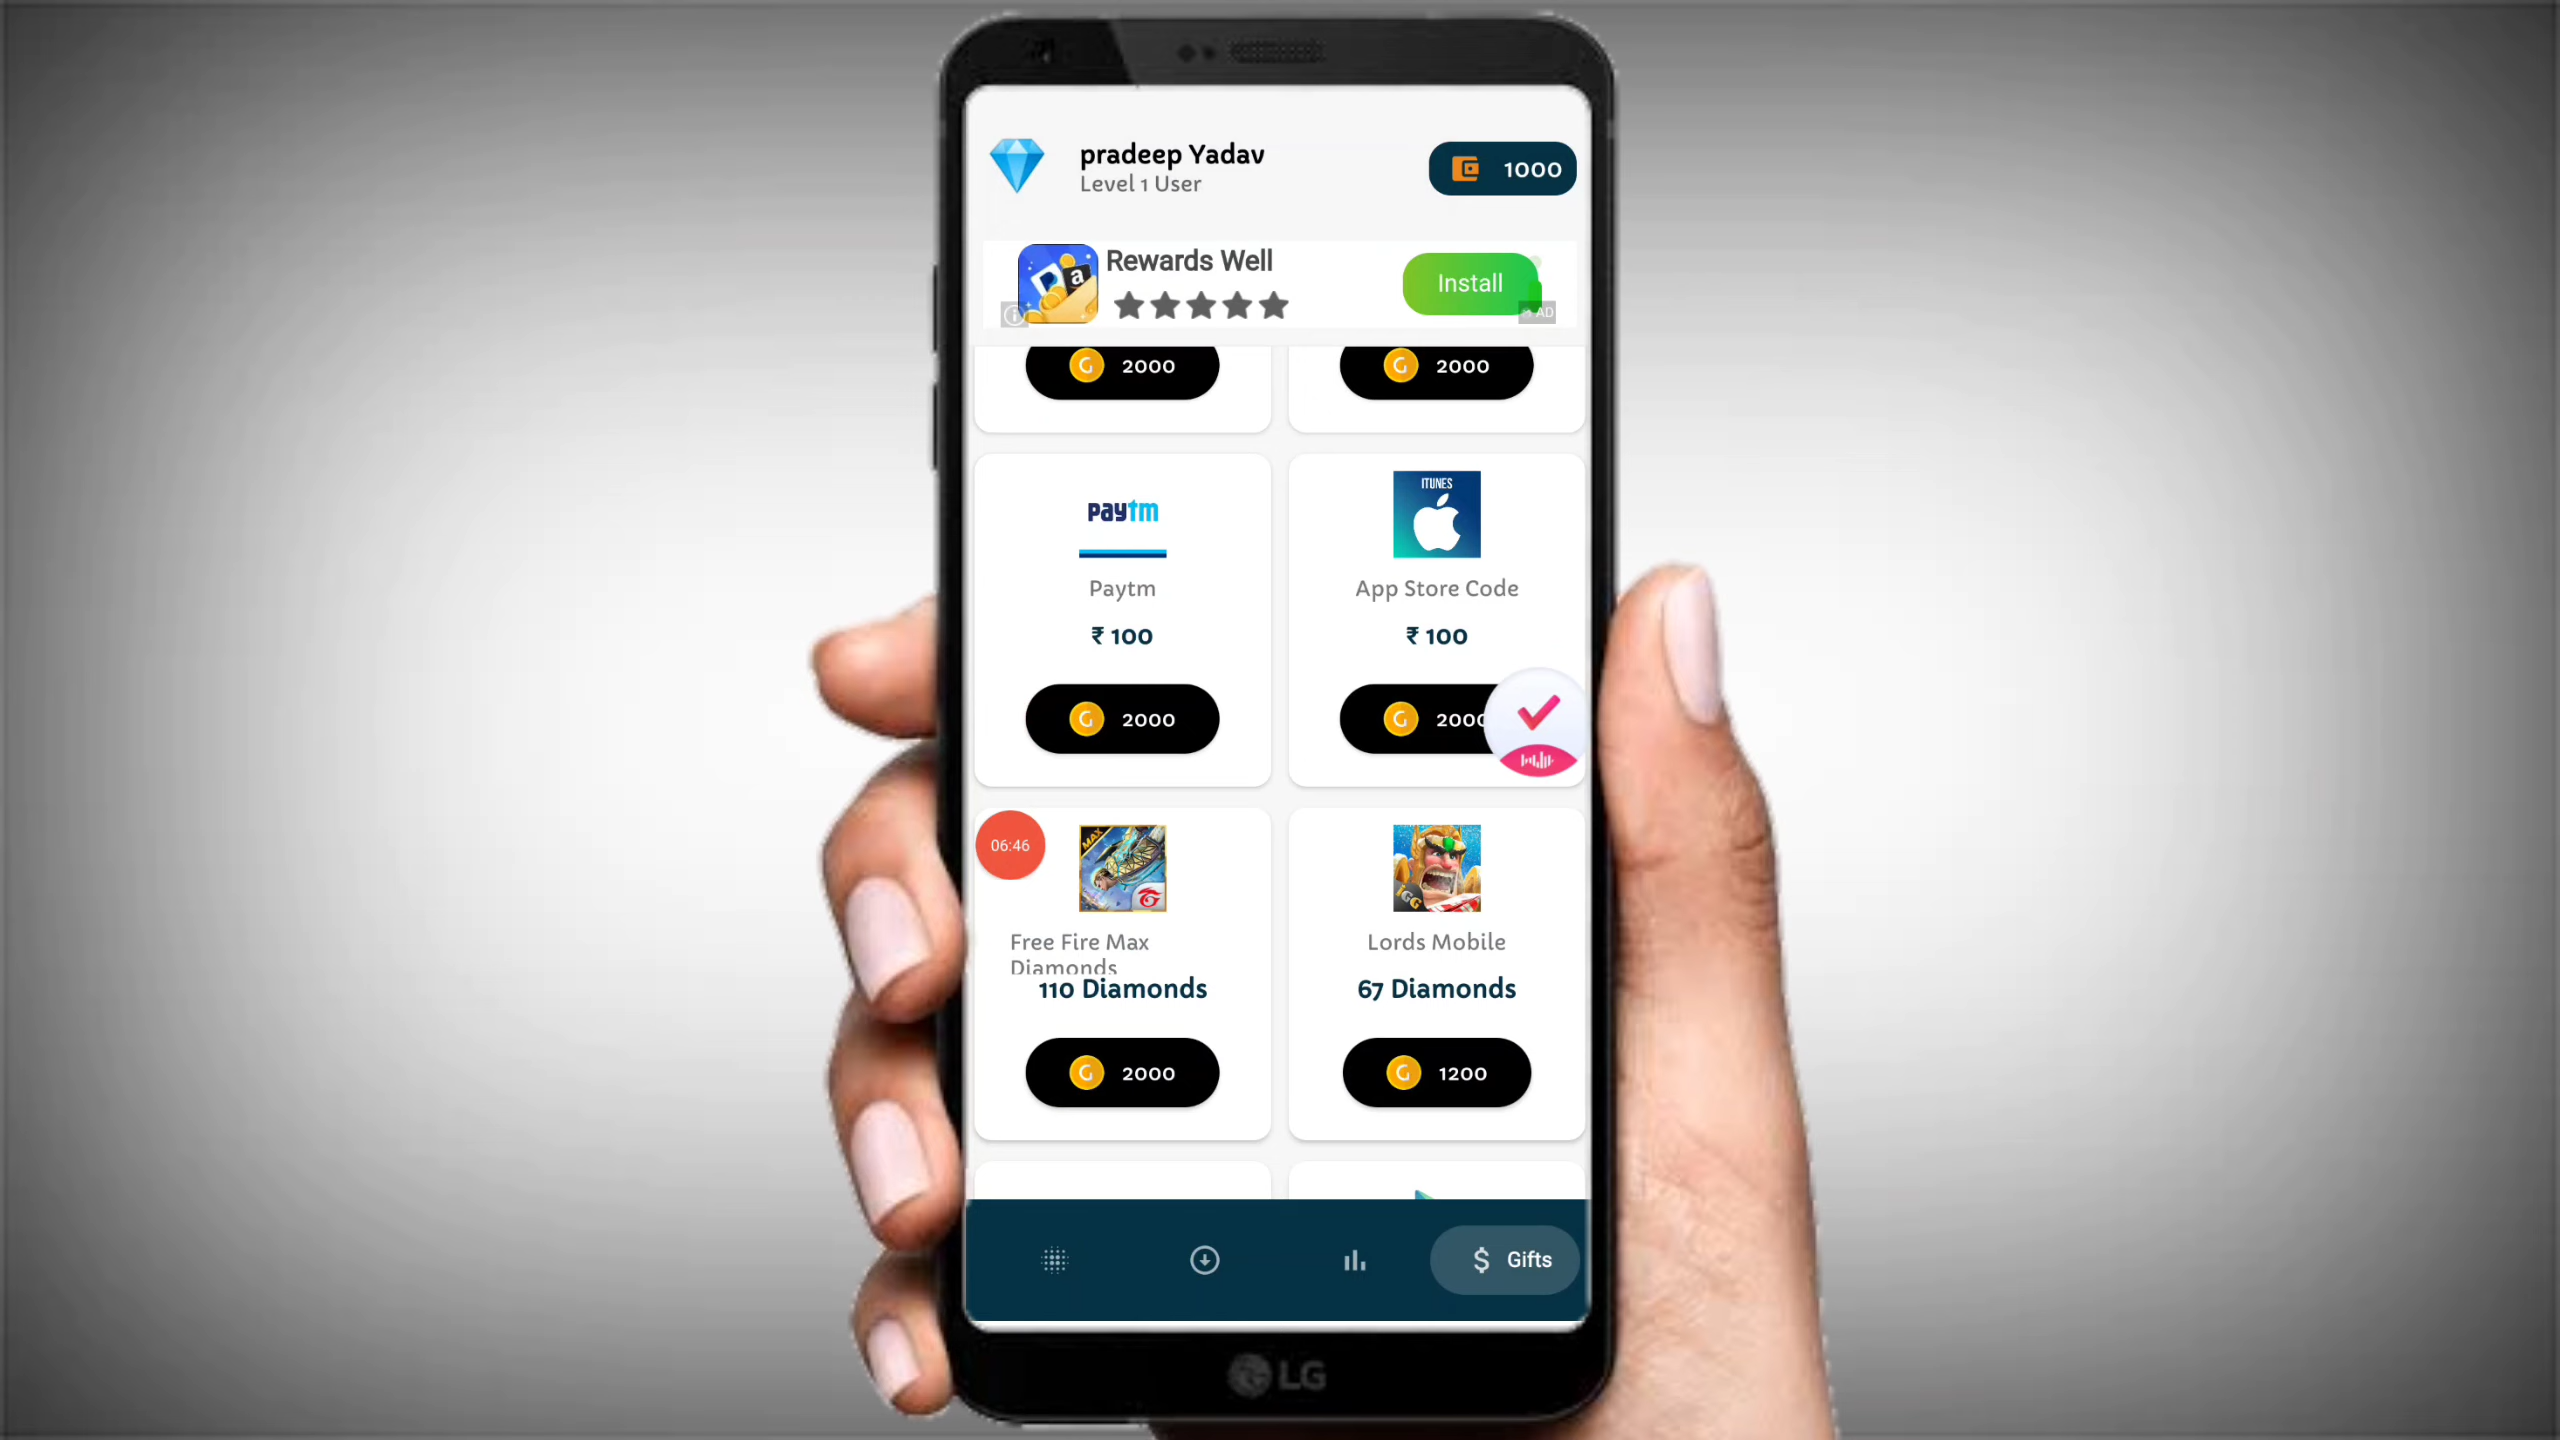 pradeep Yadav
Level 1 User
1000
Rewards Well
Install
AD
G 2000
G 2000
paytm
ITUNES
Paytm
App Store Code
₹ 100
₹ 100
G 2000
G 2000
06:46
MAX
IGG
Free Fire Max
Diamonds
Lords Mobile
110 Diamonds
67 Diamonds
G 2000
G 1200
$ Gifts
LG